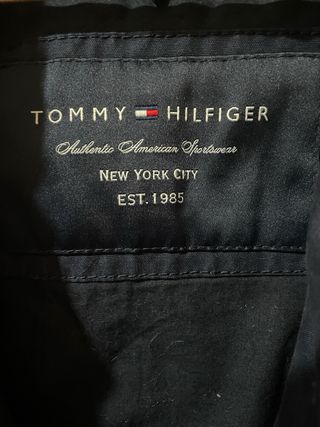 TOMMY HILFIGER
Authentic American Sportswear
NEW YORK CITY
EST. 1985